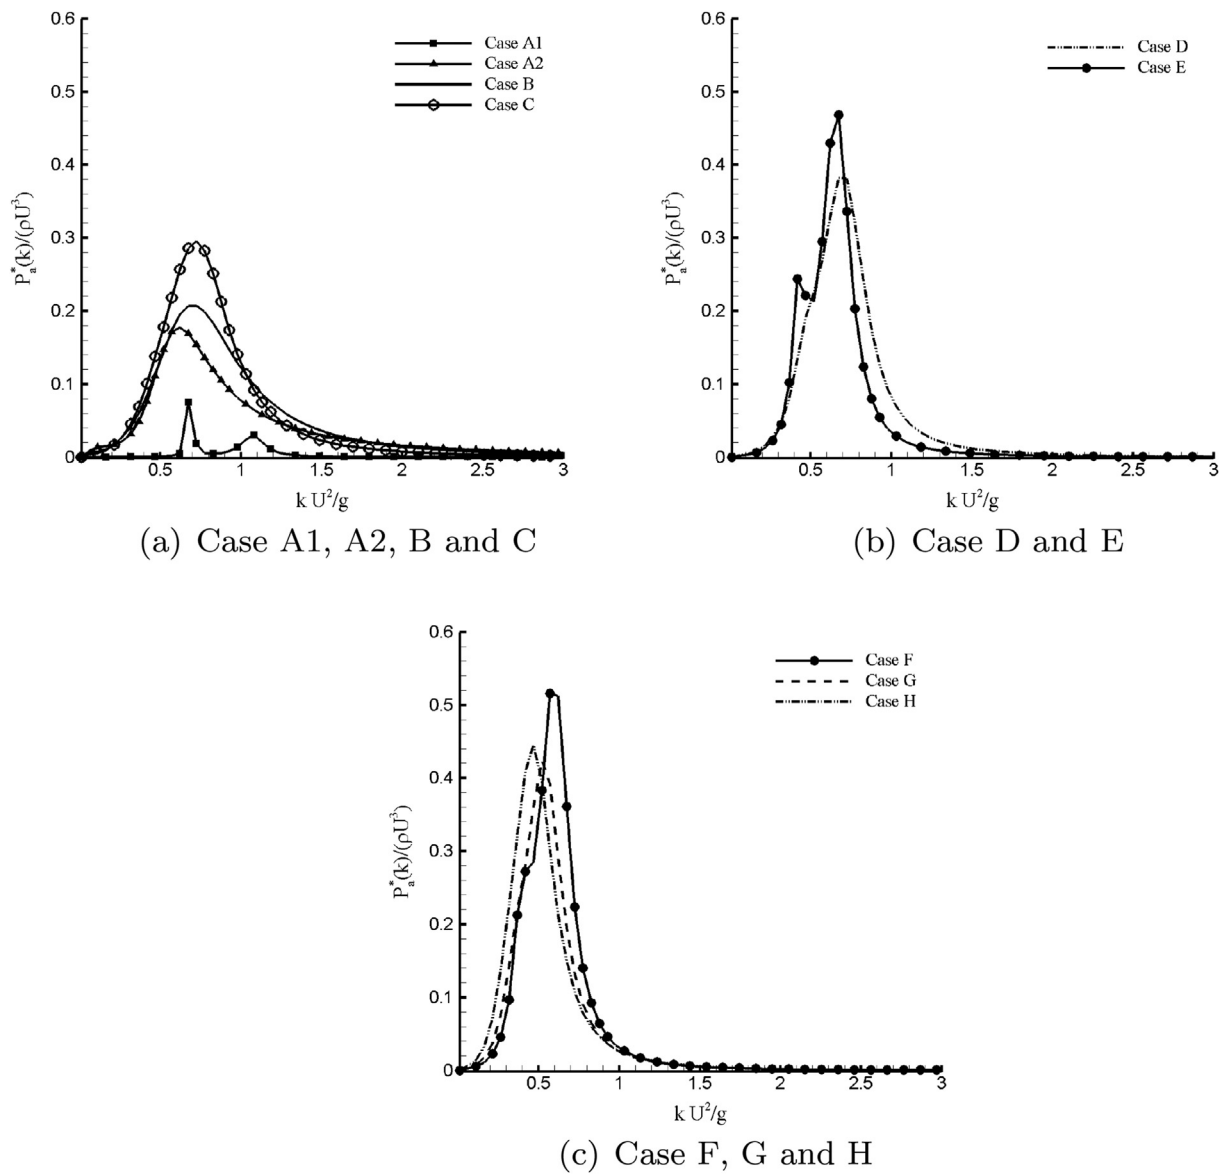 0.6
0.5
0.4
0.3
0.2
0.1
0
P*a(k)/(ρU³)
Case A1
Case A2
Case B
Case C
0.5 1 1.5 2 2.5 3
k U²/g
(a) Case A1, A2, B and C
0.6
0.5
0.4
0.3
0.2
0.1
0
P*a(k)/(ρU³)
Case D
Case E
0.5 1 1.5 2 2.5 3
k U²/g
(b) Case D and E
0.6
0.5
0.4
0.3
0.2
0.1
0
P*a(k)/(ρU³)
Case F
Case G
Case H
0.5 1 1.5 2 2.5 3
k U²/g
(c) Case F, G and H